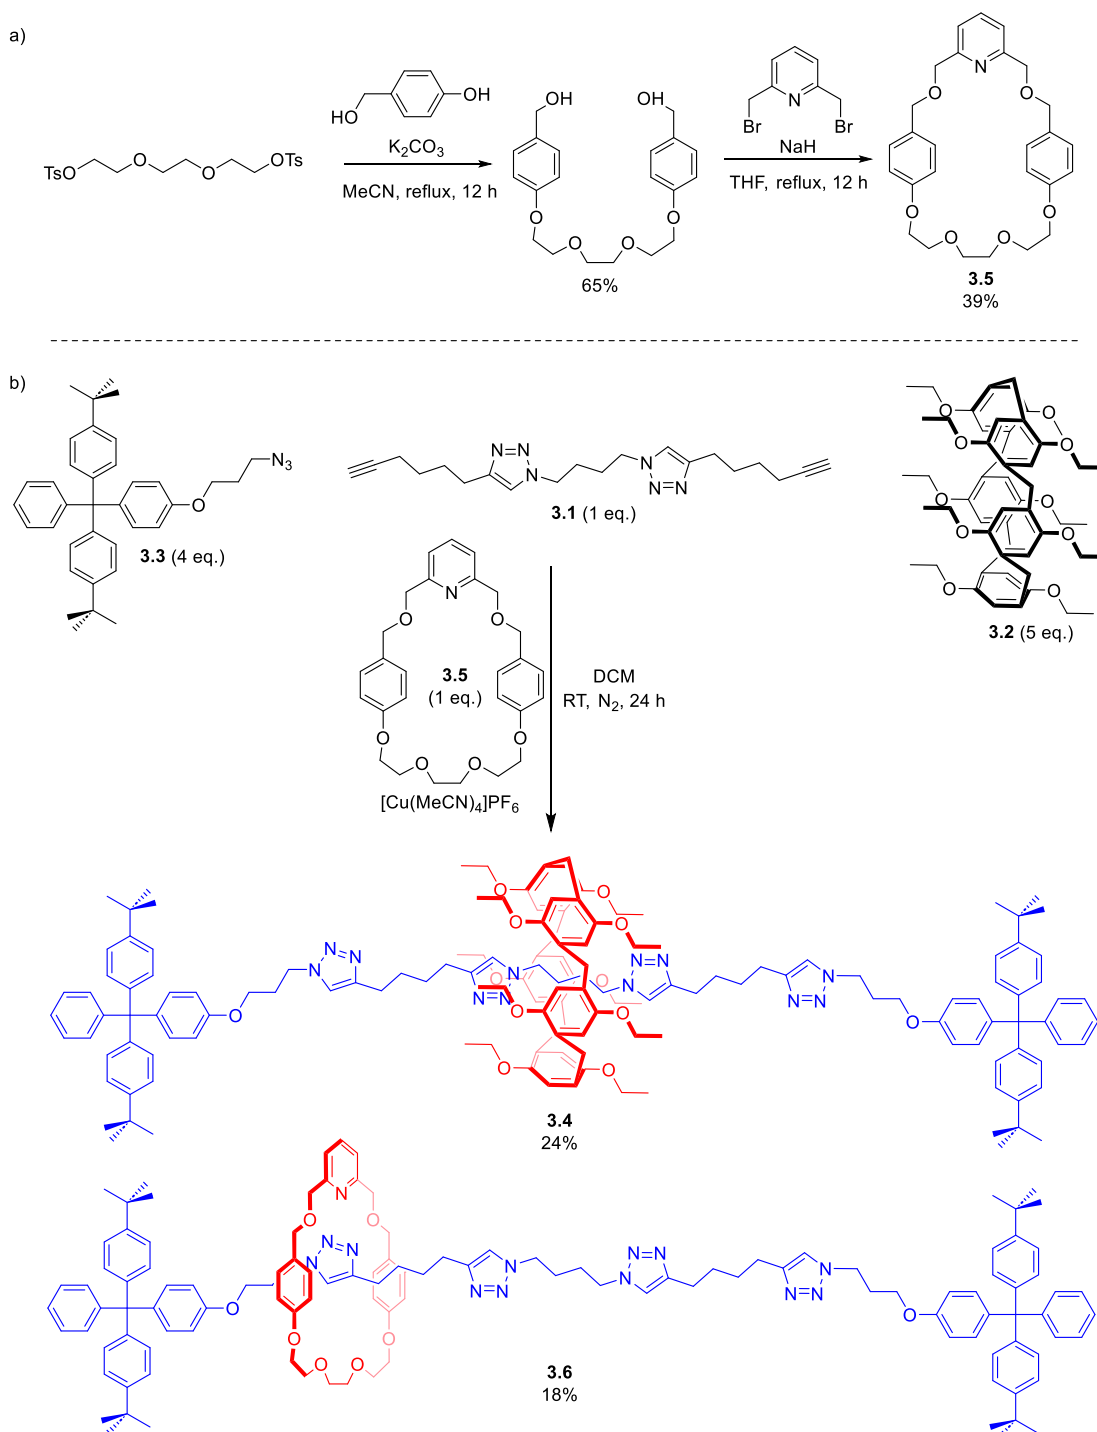 a)
OH
HO
K2CO3
MeCN, reflux, 12 h
TsO
O
O
OTs
OH
HO
O
O
O
O
65%
N
Br
Br
NaH
THF, reflux, 12 h
N
O
O
O
O
O
O
3.5
39%
b)
N3
O
3.3 (4 eq.)
N
N
N
N
N
N
3.1 (1 eq.)
O
O
O
O
O
O
O
O
O
O
3.2 (5 eq.)
N
O
O
3.5
(1 eq.)
O
O
O
O
[Cu(MeCN)4]PF6
DCM
RT, N2, 24 h
O
N
N
N
N
N
N
N
N
N
N
N
N
O
O
O
O
O
O
O
O
O
O
O
3.4
24%
N
O
O
O
O
O
O
O
N
N
N
N
N
N
N
N
N
N
N
N
O
3.6
18%